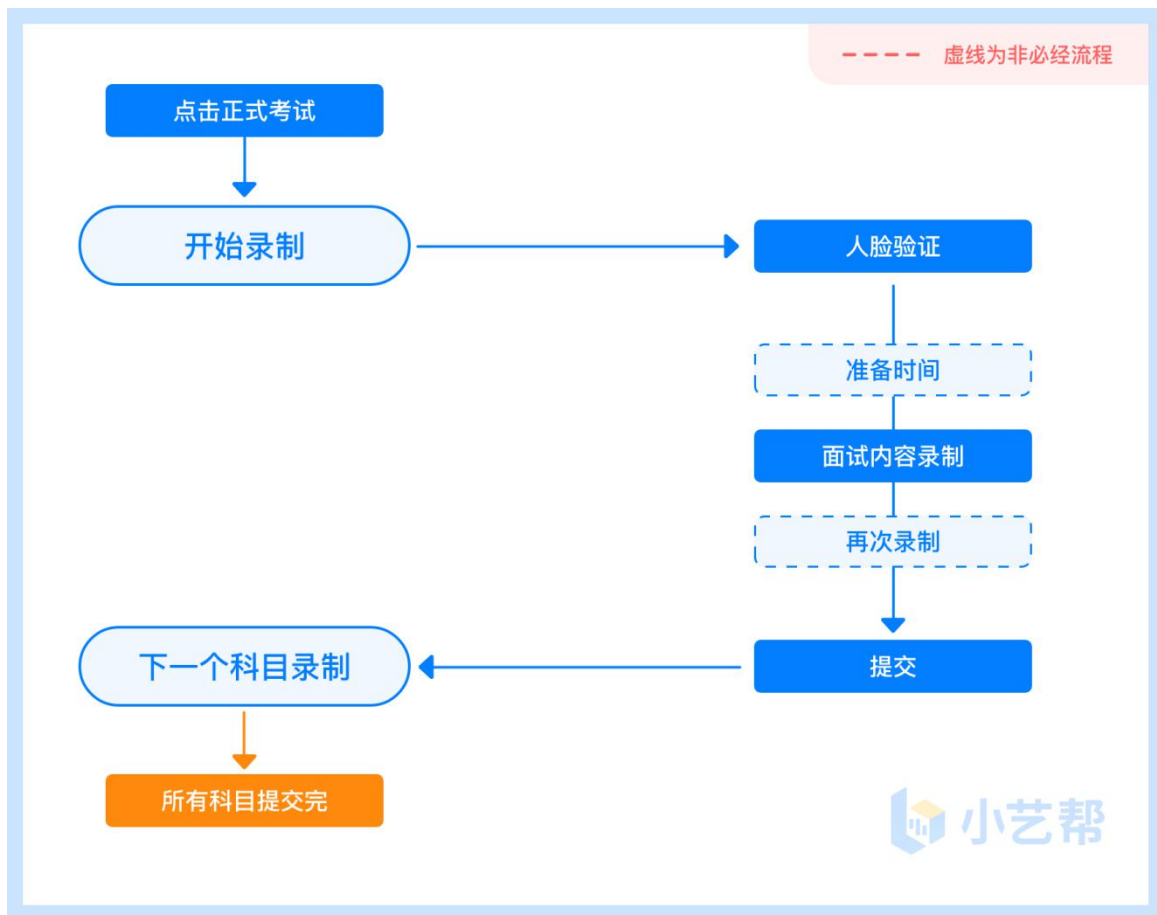 虚线为非必经流程
点击正式考试
开始录制
人脸验证
准备时间
面试内容录制
再次录制
提交
下一个科目录制
所有科目提交完
小艺帮